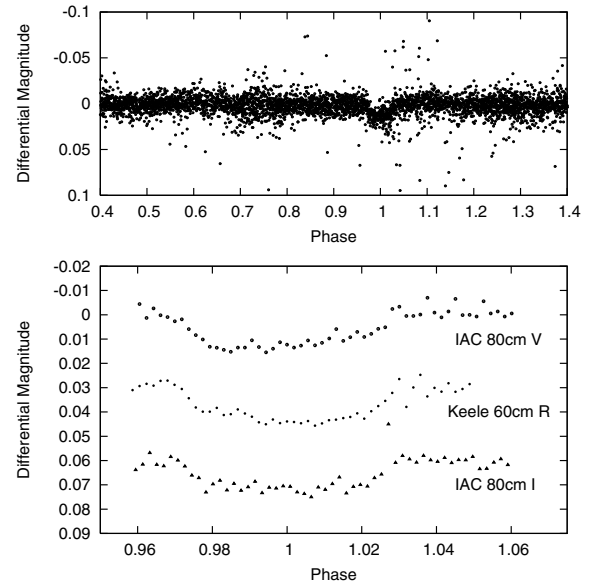 -0.1
-0.05
0
0.05
0.1
Differential Magnitude
0.4 0.5 0.6 0.7 0.8 0.9 1 1.1 1.2 1.3 1.4
Phase
-0.02
-0.01
0
0.01
0.02
0.03
0.04
0.05
0.06
0.07
0.08
0.09
Differential Magnitude
IAC 80cm V
Keele 60cm R
IAC 80cm I
0.96 0.98 1 1.02 1.04 1.06
Phase